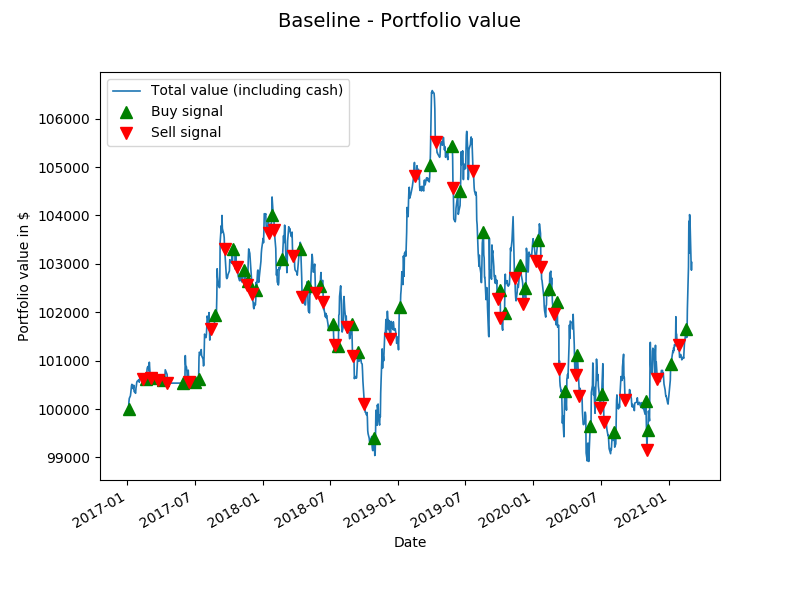 Baseline - Portfolio value
Total value (including cash)
Buy signal
Sell signal
Portfolio value in $
106000
105000
104000
103000
102000
101000
100000
99000
2017-01
2017-07
2018-01
2018-07
2019-01
2019-07
2020-01
2020-07
2021-01
Date